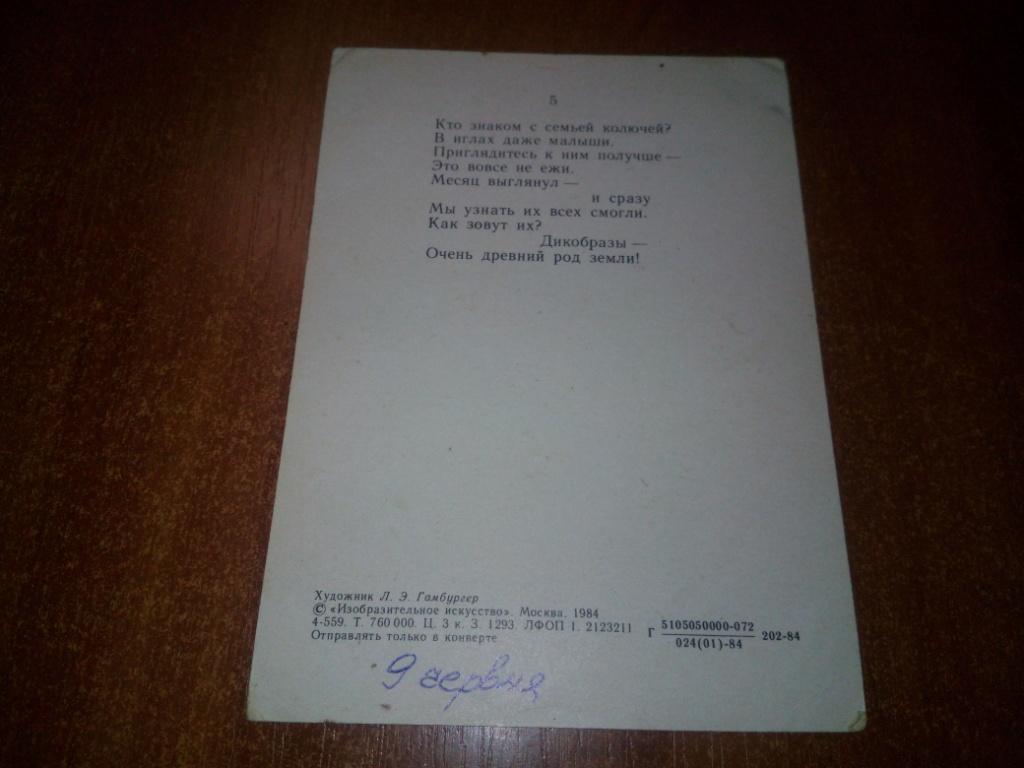 5
Кто знаком с семьей колючей?
В иглах даже малыши.
Приглядитесь к ним получше —
Это вовсе не ежи.
Месяц выглянул —
и сразу
Мы узнать их всех смогли.
Как зовут их?
Дикобразы —
Очень древний род земли!
Художник Л. Э. Гамбургер
© «Изобразительное искусство». Москва. 1984
4-559. Т. 760 000. Ц. 3 к. З. 1293. ЛФОП 1. 2123211
Отправлять только в конверте
Г 5105050000-072 202-84
024(01)-84
9 червня